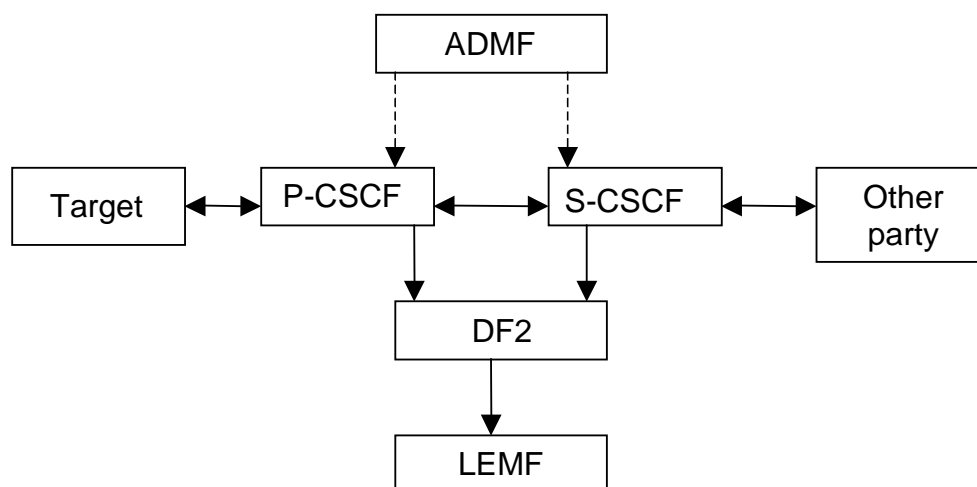 ADMF
Target
P-CSCF
S-CSCF
Other
party
DF2
LEMF